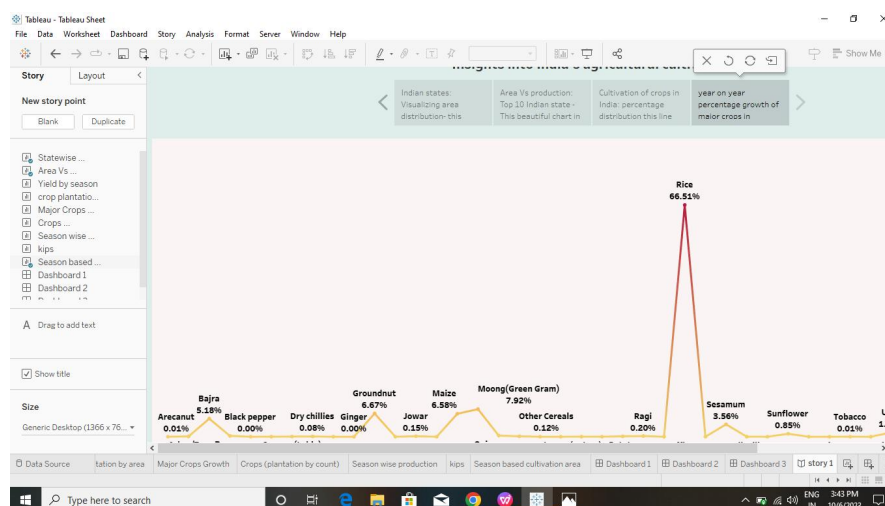 Tableau - Tableau Sheet
File Data Worksheet Dashboard Story Analysis Format Server Window Help
Show Me
Story Layout
New story point
Blank Duplicate
Statewise ...
Area Vs ...
Yield by season
crop plantatio...
Major Crops ...
Crops ...
Season wise ...
kips
Season based ...
Dashboard 1
Dashboard 2
A Drag to add text
Show title
Size
Generic Desktop (1366 x 76...
Indian states:
Visualizing area
distribution- this
Area Vs production:
Top 10 Indian state -
This beautiful chart in
Cultivation of crops in
India: percentage
distribution this line
year on year
percentage growth of
major crops in
Rice
66.51%
Bajra
5.18%
Groundnut
6.67%
Maize
6.58%
Moong(Green Gram)
7.92%
Sesamum
3.56%
Arecanut
0.01%
Black pepper
0.00%
Dry chillies
0.08%
Ginger
0.00%
Jowar
0.15%
Other Cereals
0.12%
Ragi
0.20%
Sunflower
0.85%
Tobacco
0.01%
Data Source tation by area Major Crops Growth Crops (plantation by count) Season wise production kips Season based cultivation area Dashboard 1 Dashboard 2 Dashboard 3 story 1
Type here to search
ENG 3:43 PM
IN 10/6/2023